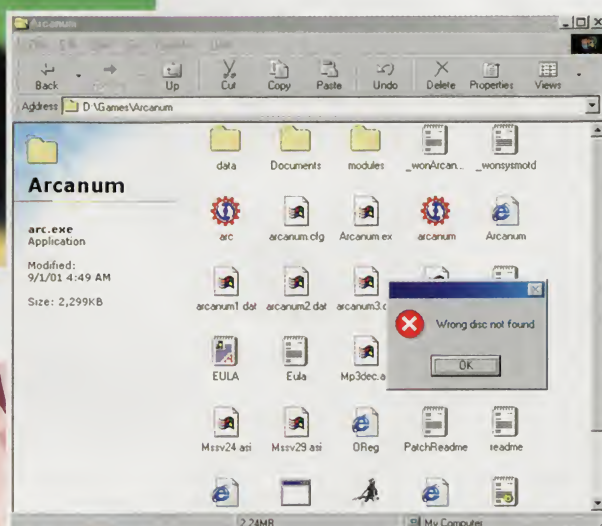 Arcanum
Back
Up
Cut
Copy
Paste
Undo
Delete
Properties
Views
Address
D:\Games\Arcanum
Arcanum
arc.exe
Application
Modified:
9/1/01 4:49 AM
Size: 2,299KB
data
Documents
modules
_wonArcan...
_wonsysmotd
arc
arcanum.cfg
Arcanum.ex
arcanum
Arcanum
arcanum1.dat
arcanum2.dat
arcanum3.d
Wrong disc not found
OK
EULA
Eula
Mp3dec.a
Mssv24.asi
Mssv29.asi
OReg
PatchReadme
readme
2.24MB
My Computer